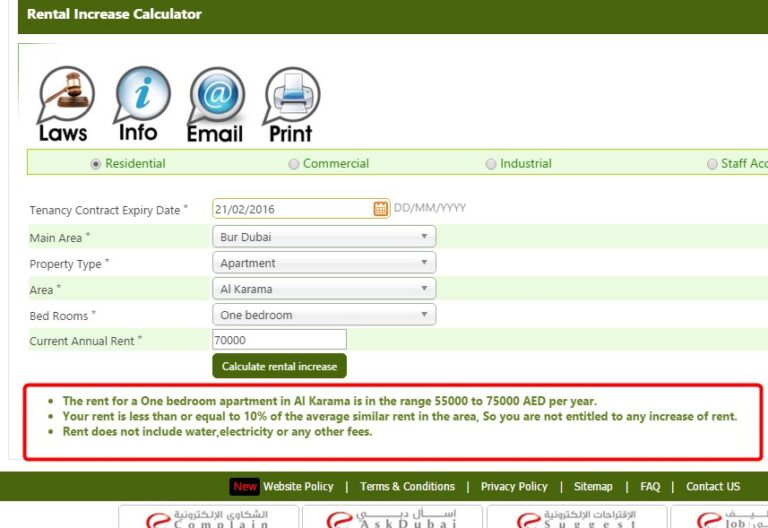 Rental Increase Calculator
Laws Info Email Print
Residential Commercial Industrial Staff Acc
Tenancy Contract Expiry Date * 21/02/2016 DD/MM/YYYY
Main Area * Bur Dubai
Property Type * Apartment
Area * Al Karama
Bed Rooms * One bedroom
Current Annual Rent * 70000
Calculate rental increase
The rent for a One bedroom apartment in Al Karama is in the range 55000 to 75000 AED per year.
Your rent is less than or equal to 10% of the average similar rent in the area, So you are not entitled to any increase of rent.
Rent does not include water,electricity or any other fees.
New Website Policy | Terms & Conditions | Privacy Policy | Sitemap | FAQ | Contact US
الشكاوى الإلكترونية اســأل دبــي الإقتراحات الإلكترونية
Complain AskDubai Suggest Job